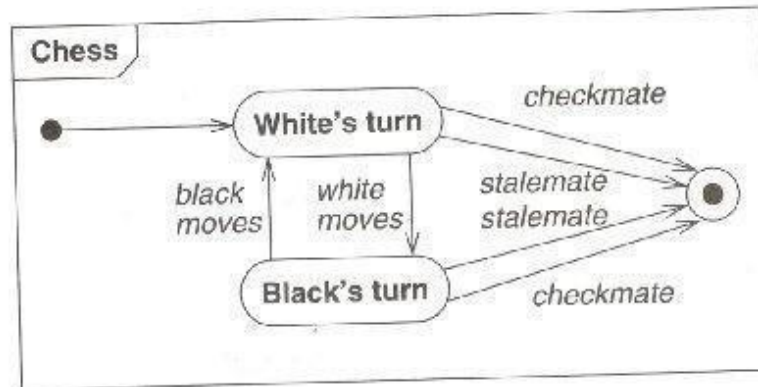 Chess
White's turn
checkmate
black
moves
white
moves
stalemate
stalemate
Black's turn
checkmate